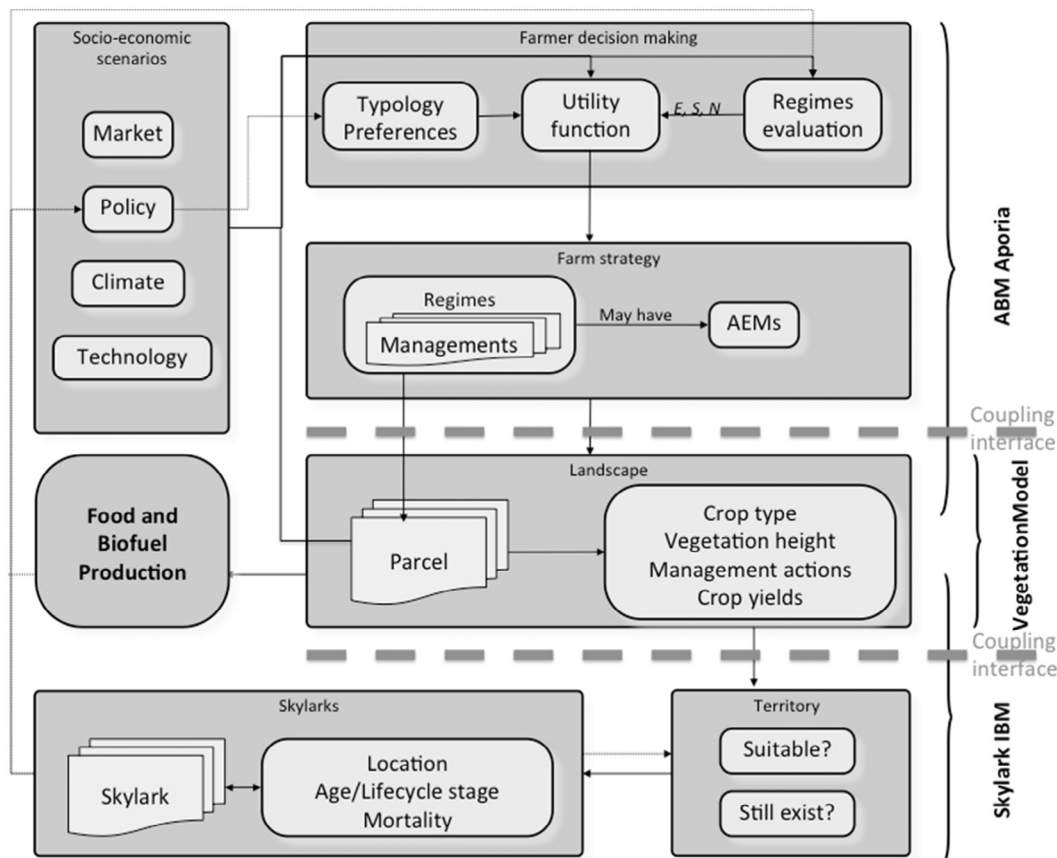 Socio-economic
scenarios
Market
Policy
Climate
Technology
Farmer decision making
Typology
Preferences
Utility
function
E, S, N
Regimes
evaluation
Farm strategy
Regimes
Managements
May have
AEMs
ABM Aporia
Coupling
interface
Food and
Biofuel
Production
Landscape
Parcel
Crop type
Vegetation height
Management actions
Crop yields
VegetationModel
Coupling
interface
Skylarks
Skylark
Location
Age/Lifecycle stage
Mortality
Territory
Suitable?
Still exist?
Skylark IBM